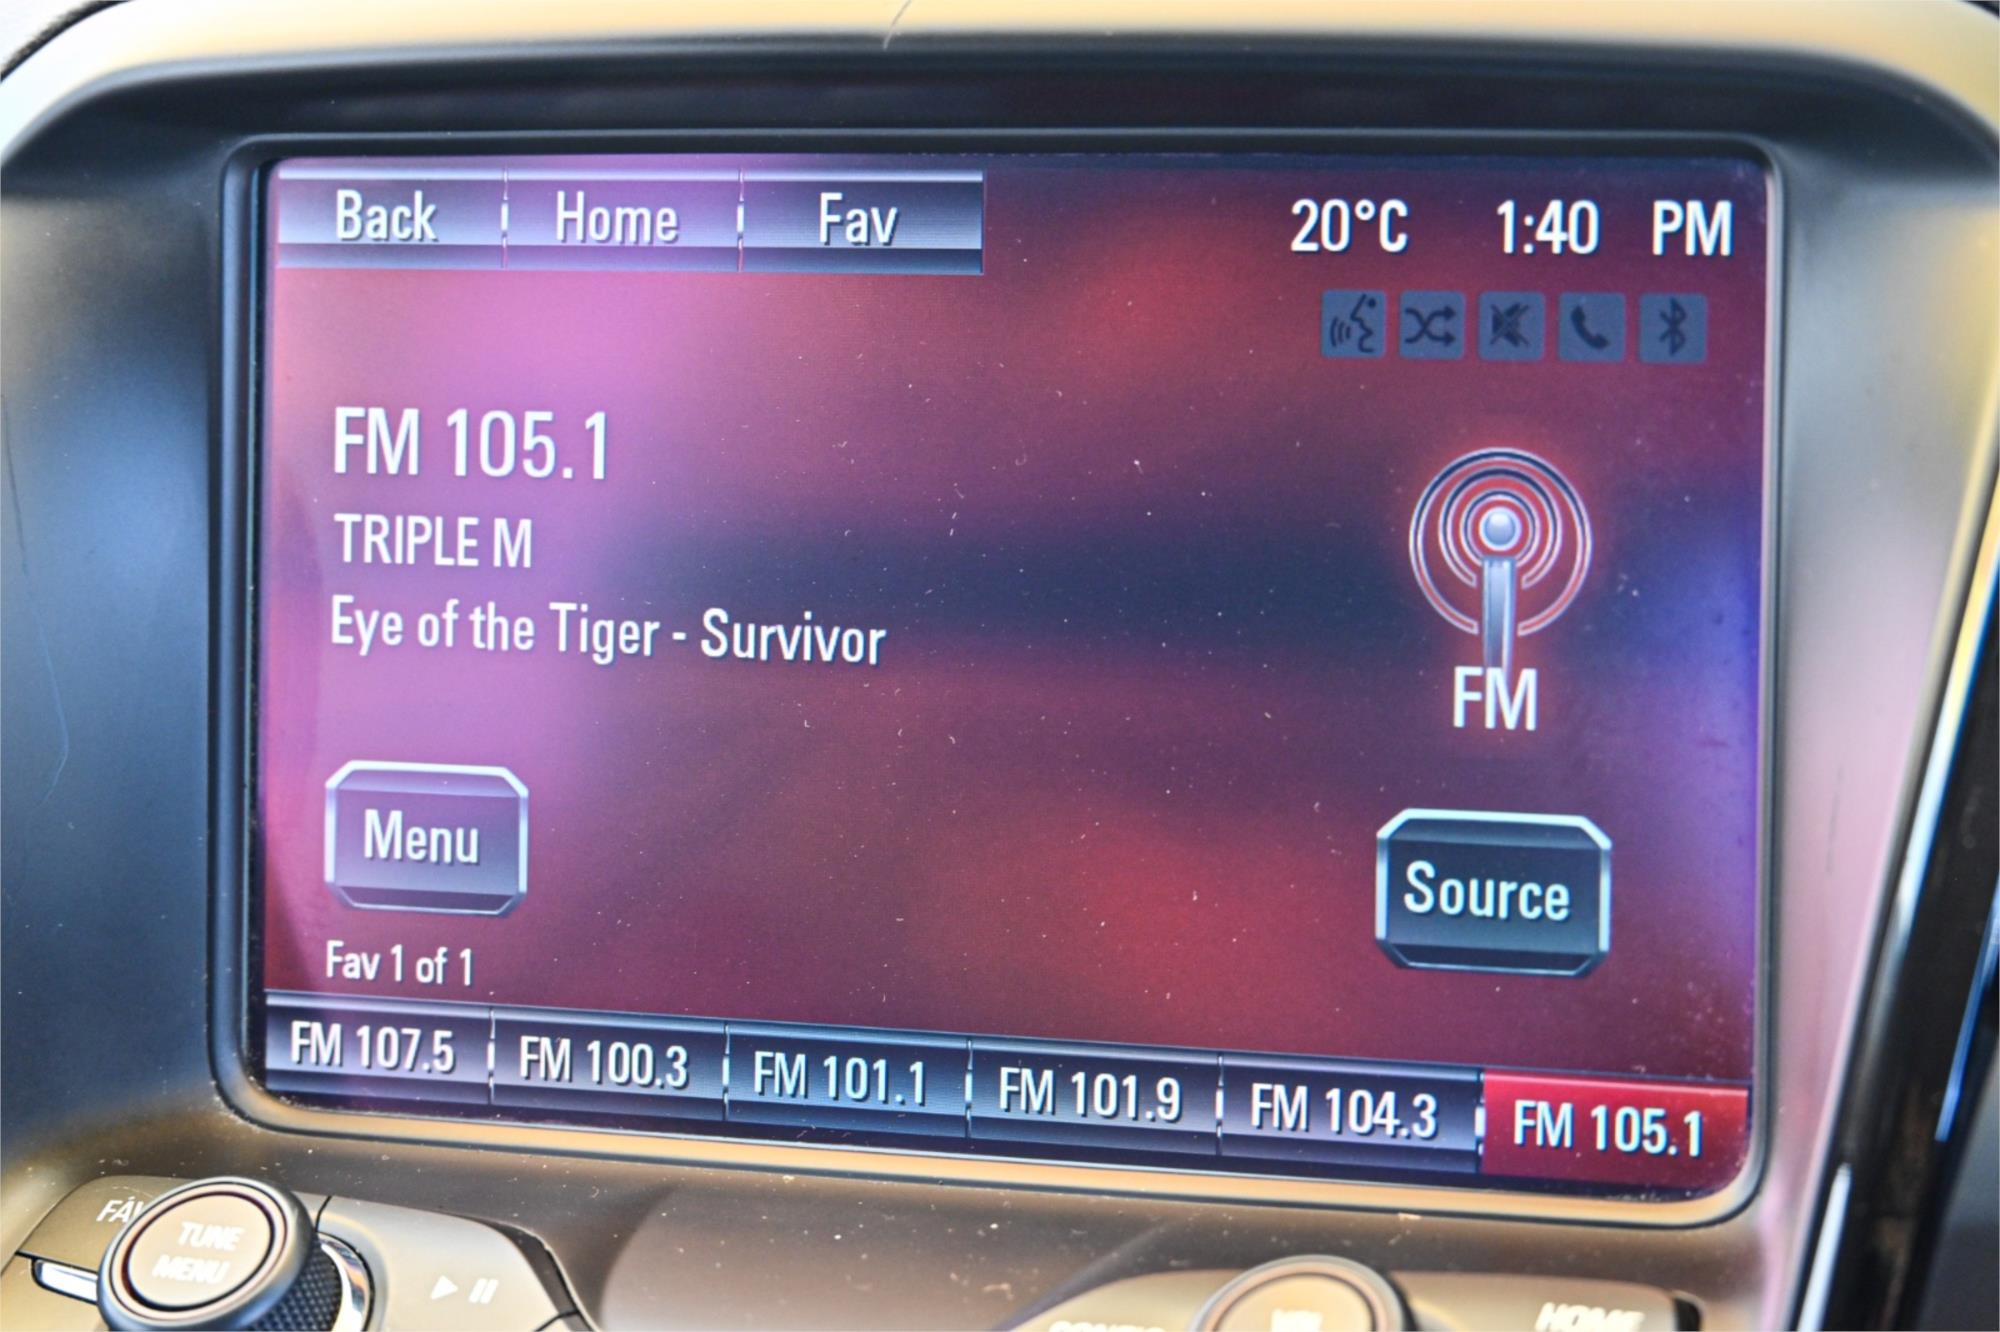 Back Home Fav 20°C 1:40 PM
FM 105.1
TRIPLE M
Eye of the Tiger - Survivor
FM
Menu
Source
Fav 1 of 1
FM 107.5 FM 100.3 FM 101.1 FM 101.9 FM 104.3 FM 105.1
TUNE
MENU
HOME